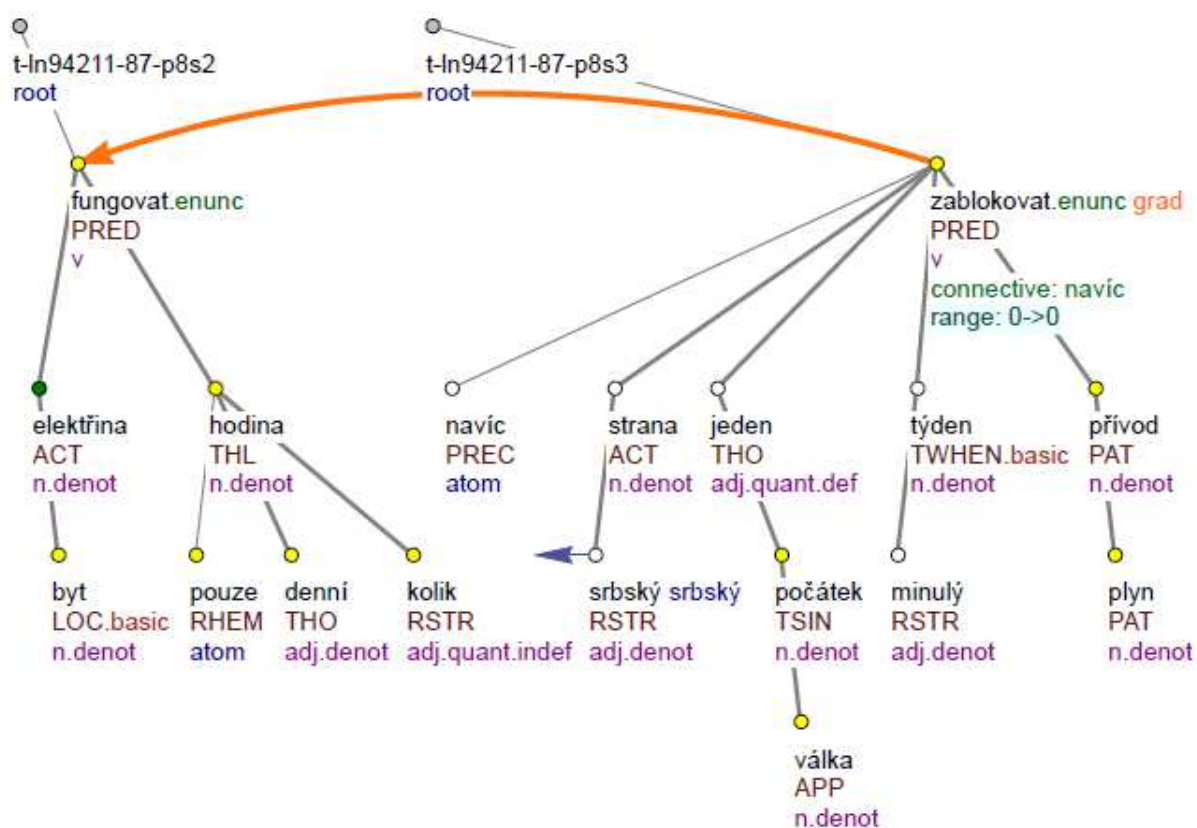 t-ln94211-87-p8s2
root
t-ln94211-87-p8s3
root
fungovat.enunc
PRED
v
zablokovat.enunc grad
PRED
v
connective: navíc
range: 0->0
elektřina
ACT
n.denot
hodina
THL
n.denot
navíc
PREC
atom
strana
ACT
n.denot
jeden
THO
adj.quant.def
týden
TWHEN.basic
n.denot
přívod
PAT
n.denot
byt
LOC.basic
n.denot
pouze
RHEM
atom
denní
THO
adj.denot
kolik
RSTR
adj.quant.indef
srbský srbský
RSTR
adj.denot
počátek
TSIN
n.denot
minulý
RSTR
adj.denot
plyn
PAT
n.denot
válka
APP
n.denot